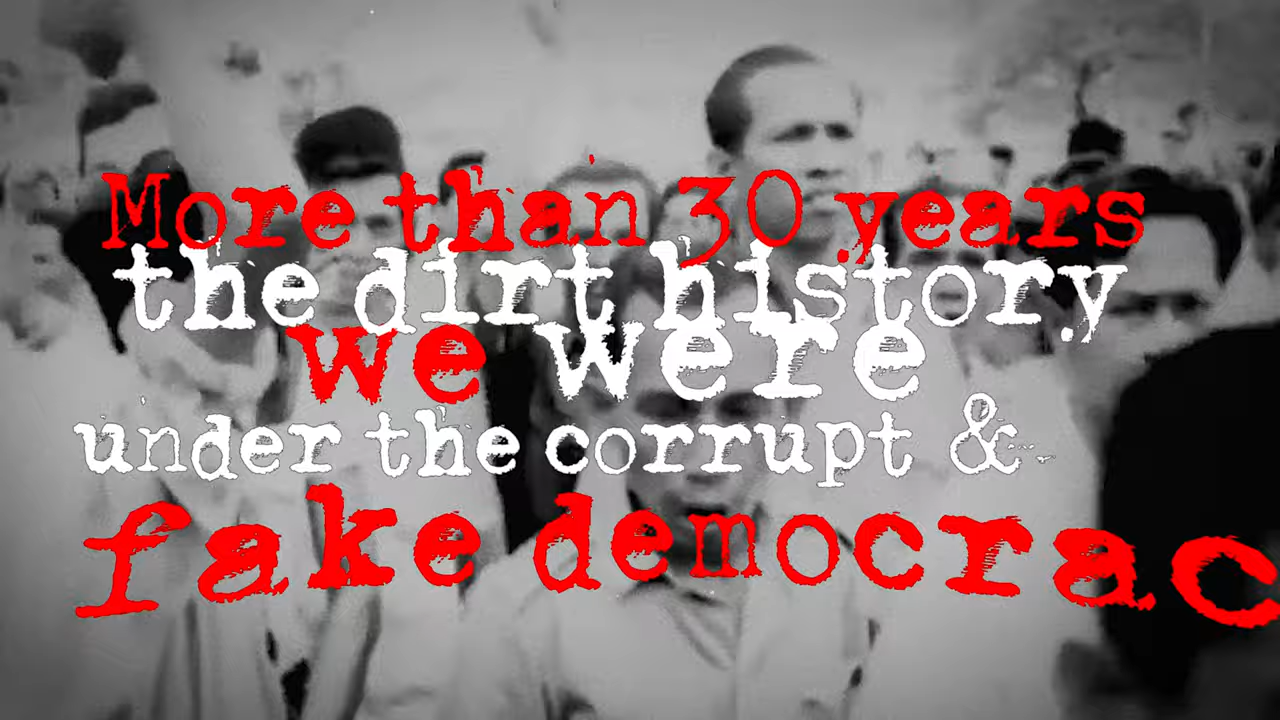 More than 30 years
the dirt history
we were
under the corrupt &
fake democrac